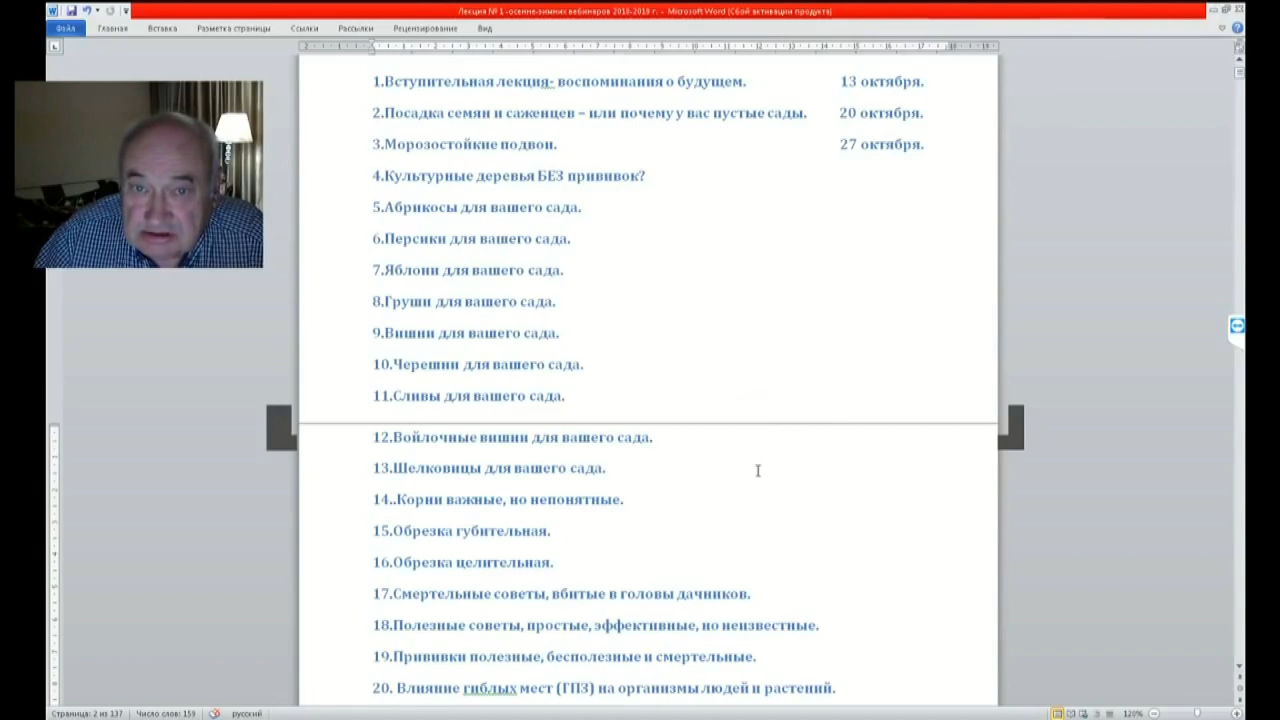 Лекция № 1 -осенне-зимних вебинаров 2018-2019 г. - Microsoft Word (Сбой активации продукта)
Файл Главная Вставка Разметка страницы Ссылки Рассылки Рецензирование Вид
1.Вступительная лекция- воспоминания о будущем. 13 октября.
2.Посадка семян и саженцев – или почему у вас пустые сады. 20 октября.
3.Морозостойкие подвои. 27 октября.
4.Культурные деревья БЕЗ прививок?
5.Абрикосы для вашего сада.
6.Персики для вашего сада.
7.Яблони для вашего сада.
8.Груши для вашего сада.
9.Вишни для вашего сада.
10.Черешни для вашего сада.
11.Сливы для вашего сада.
12.Войлочные вишни для вашего сада.
13.Шелковицы для вашего сада.
14..Корни важные, но непонятные.
15.Обрезка губительная.
16.Обрезка целительная.
17.Смертельные советы, вбитые в головы дачников.
18.Полезные советы, простые, эффективные, но неизвестные.
19.Прививки полезные, бесполезные и смертельные.
20. Влияние гиблых мест (ГПЗ) на организмы людей и растений.
Страница: 2 из 137 Число слов: 159 русский 120%